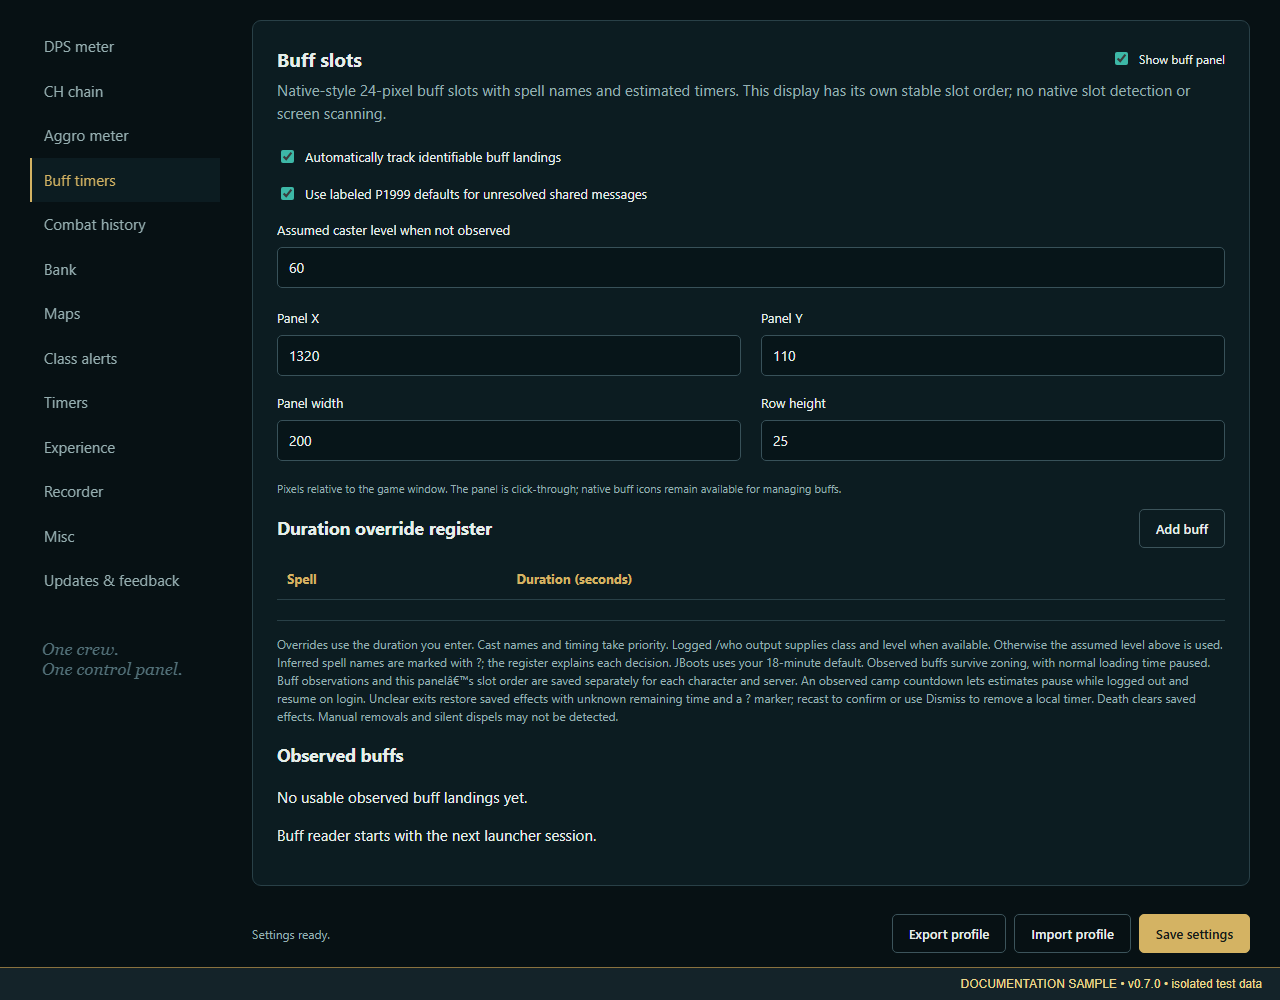 DPS meter
CH chain
Aggro meter
Buff timers
Combat history
Bank
Maps
Class alerts
Timers
Experience
Recorder
Misc
Updates & feedback
One crew.
One control panel.
Buff slots
Show buff panel
Native-style 24-pixel buff slots with spell names and estimated timers. This display has its own stable slot order; no native slot detection or
screen scanning.
Automatically track identifiable buff landings
Use labeled P1999 defaults for unresolved shared messages
Assumed caster level when not observed
60
Panel X
Panel Y
1320
110
Panel width
Row height
200
25
Pixels relative to the game window. The panel is click-through; native buff icons remain available for managing buffs.
Duration override register
Add buff
Spell
Duration (seconds)
Overrides use the duration you enter. Cast names and timing take priority. Logged /who output supplies class and level when available. Otherwise the assumed level above is used.
Inferred spell names are marked with ?; the register explains each decision. JBoots uses your 18-minute default. Observed buffs survive zoning, with normal loading time paused.
Buff observations and this panelâ€™s slot order are saved separately for each character and server. An observed camp countdown lets estimates pause while logged out and
resume on login. Unclear exits restore saved effects with unknown remaining time and a ? marker; recast to confirm or use Dismiss to remove a local timer. Death clears saved
effects. Manual removals and silent dispels may not be detected.
Observed buffs
No usable observed buff landings yet.
Buff reader starts with the next launcher session.
Settings ready.
Export profile
Import profile
Save settings
DOCUMENTATION SAMPLE • v0.7.0 • isolated test data